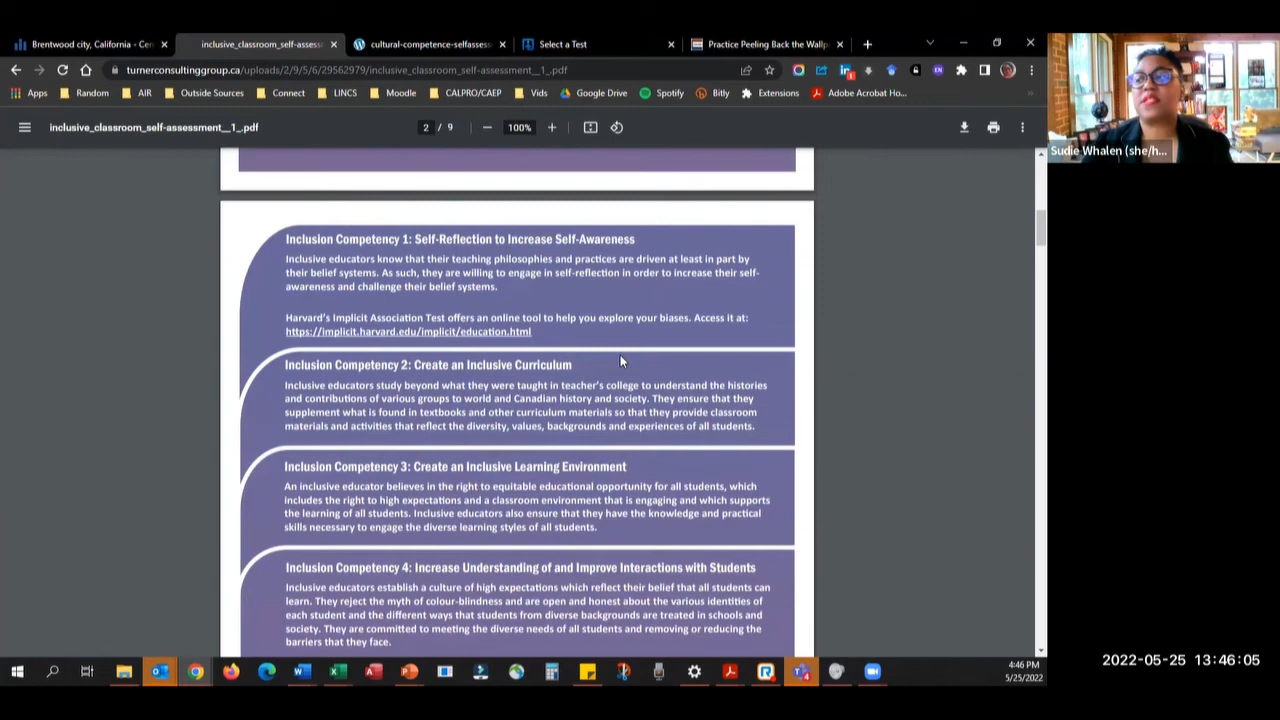 Brentwood city, California - Cen
inclusive_classroom_self-assessm
cultural-competence-selfassess
Select a Test
Practice Peeling Back the Wallp
turnerconsultinggroup.ca/uploads/2/9/5/6/29562979/inclusive_classroom_self-assessment__1_.pdf
Apps
Random
AIR
Outside Sources
Connect
LINCS
Moodle
CALPRO/CAEP
Vids
Google Drive
Spotify
Bitly
Extensions
Adobe Acrobat Ho...
inclusive_classroom_self-assessment__1_.pdf
2 / 9
100%
Sudie Whalen (she/h...
Inclusion Competency 1: Self-Reflection to Increase Self-Awareness
Inclusive educators know that their teaching philosophies and practices are driven at least in part by
their belief systems. As such, they are willing to engage in self-reflection in order to increase their self-
awareness and challenge their belief systems.
Harvard's Implicit Association Test offers an online tool to help you explore your biases. Access it at:
https://implicit.harvard.edu/implicit/education.html
Inclusion Competency 2: Create an Inclusive Curriculum
Inclusive educators study beyond what they were taught in teacher's college to understand the histories
and contributions of various groups to world and Canadian history and society. They ensure that they
supplement what is found in textbooks and other curriculum materials so that they provide classroom
materials and activities that reflect the diversity, values, backgrounds and experiences of all students.
Inclusion Competency 3: Create an Inclusive Learning Environment
An inclusive educator believes in the right to equitable educational opportunity for all students, which
includes the right to high expectations and a classroom environment that is engaging and which supports
the learning of all students. Inclusive educators also ensure that they have the knowledge and practical
skills necessary to engage the diverse learning styles of all students.
Inclusion Competency 4: Increase Understanding of and Improve Interactions with Students
Inclusive educators establish a culture of high expectations which reflect their belief that all students can
learn. They reject the myth of colour-blindness and are open and honest about the various identities of
each student and the different ways that students from diverse backgrounds are treated in schools and
society. They are committed to meeting the diverse needs of all students and removing or reducing the
barriers that they face.
4:46 PM
5/25/2022
2022-05-25 13:46:05